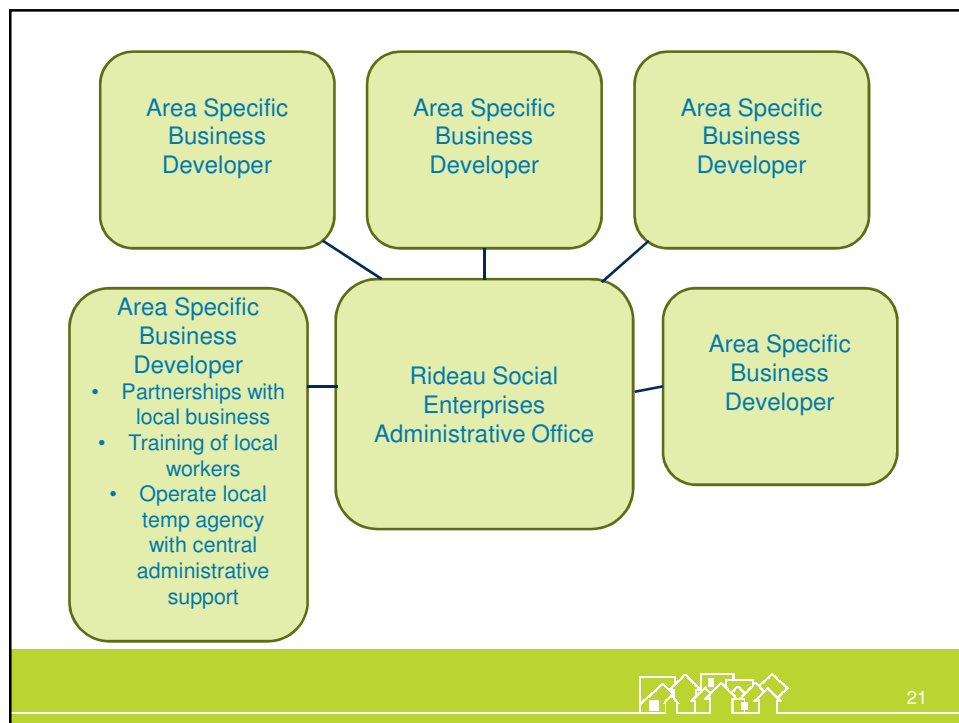 Area Specific
Business
Developer
Area Specific
Business
Developer
Area Specific
Business
Developer
Area Specific
Business
Developer
• Partnerships with
local business
• Training of local
workers
• Operate local
temp agency
with central
administrative
support
Rideau Social
Enterprises
Administrative Office
Area Specific
Business
Developer
21